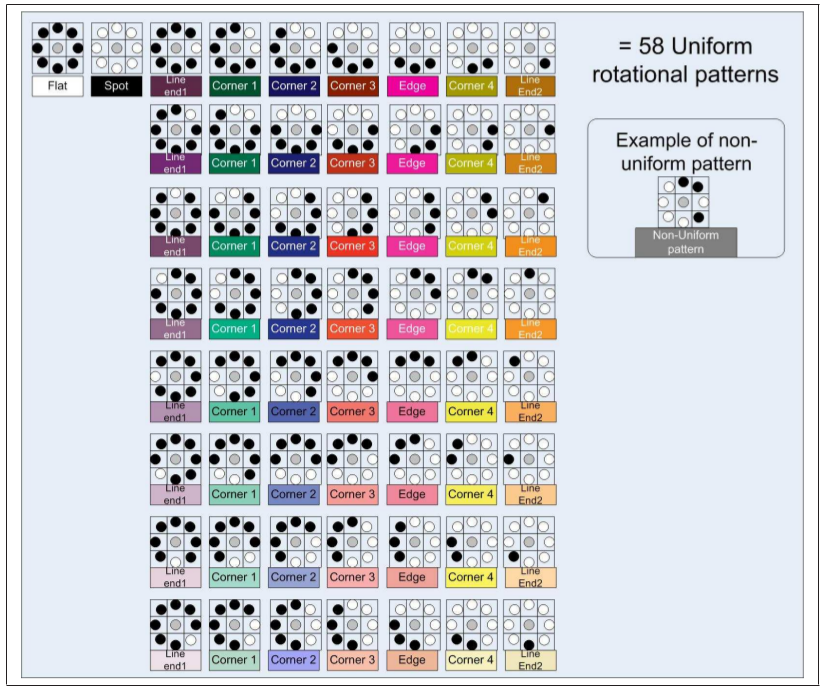 = 58 Uniform
rotational patterns
Flat
Spot
Line
end1
Corner 1
Corner 2
Corner 3
Edge
Corner 4
Line
End2
Example of non-
uniform pattern
Non-Uniform
pattern
Line
end1
Corner 1
Corner 2
Corner 3
Edge
Corner 4
Line
End2
Line
end1
Corner 1
Corner 2
Corner 3
Edge
Corner 4
Line
End2
Line
end1
Corner 1
Corner 2
Corner 3
Edge
Corner 4
Line
End2
Line
end1
Corner 1
Corner 2
Corner 3
Edge
Corner 4
Line
End2
Line
end1
Corner 1
Corner 2
Corner 3
Edge
Corner 4
Line
End2
Line
end1
Corner 1
Corner 2
Corner 3
Edge
Corner 4
Line
End2
Line
end1
Corner 1
Corner 2
Corner 3
Edge
Corner 4
Line
End2